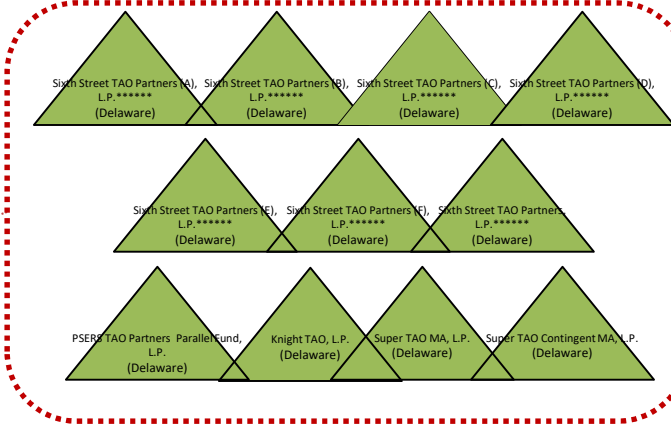 Sixth Street TAO Partners (A),
L.P.******
(Delaware)
Sixth Street TAO Partners (B),
L.P.******
(Delaware)
Sixth Street TAO Partners (C),
L.P.******
(Delaware)
Sixth Street TAO Partners (D),
L.P.******
(Delaware)
Sixth Street TAO Partners (E),
L.P.******
(Delaware)
Sixth Street TAO Partners (F),
L.P.******
(Delaware)
Sixth Street TAO Partners,
L.P.******
(Delaware)
PSERS TAO Partners Parallel Fund,
L.P.
(Delaware)
Knight TAO, L.P.
(Delaware)
Super TAO MA, L.P.
(Delaware)
Super TAO Contingent MA, L.P.
(Delaware)